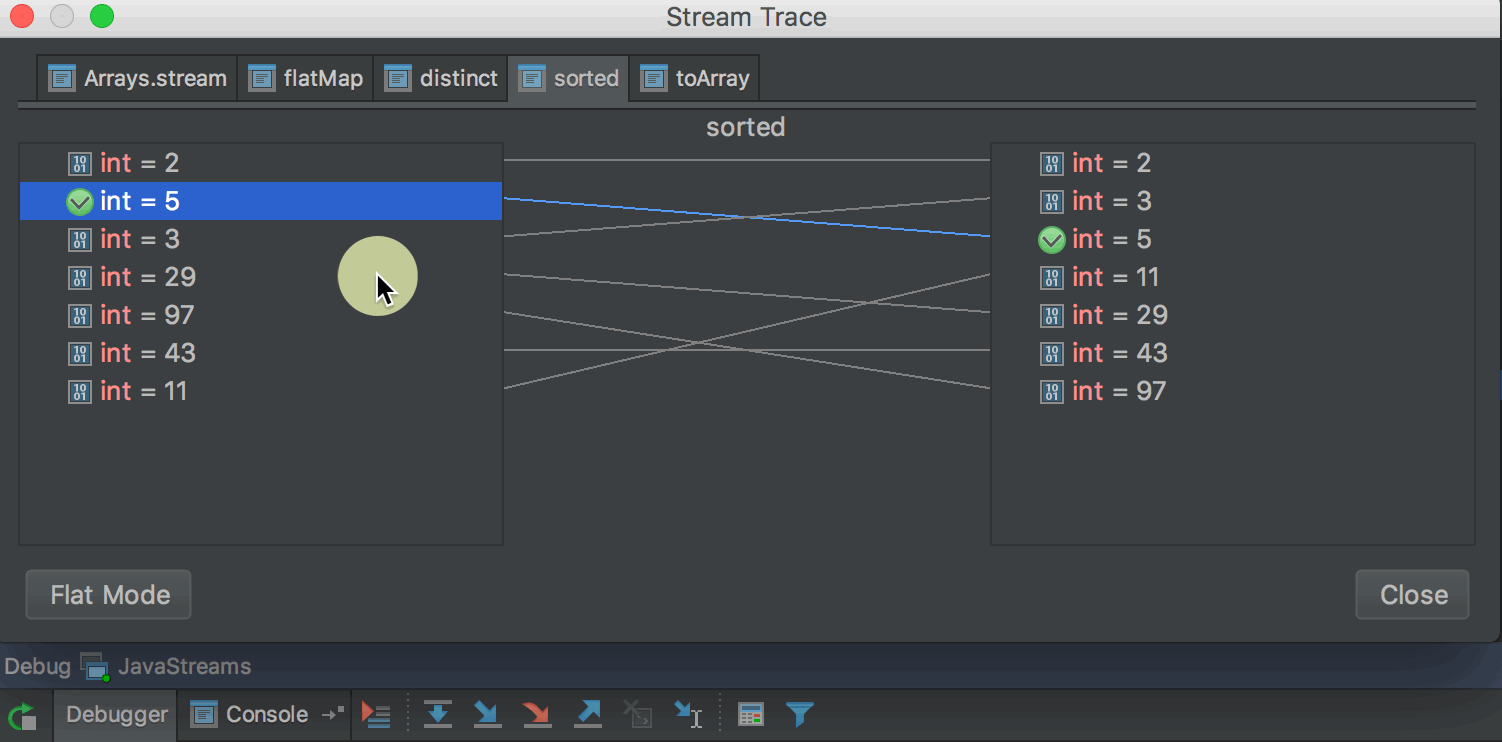 Stream Trace
Arrays.stream flatMap distinct sorted toArray
sorted
int = 2
int = 5
int = 3
int = 29
int = 97
int = 43
int = 11
int = 2
int = 3
int = 5
int = 11
int = 29
int = 43
int = 97
Flat Mode
Close
Debug JavaStreams
Debugger Console